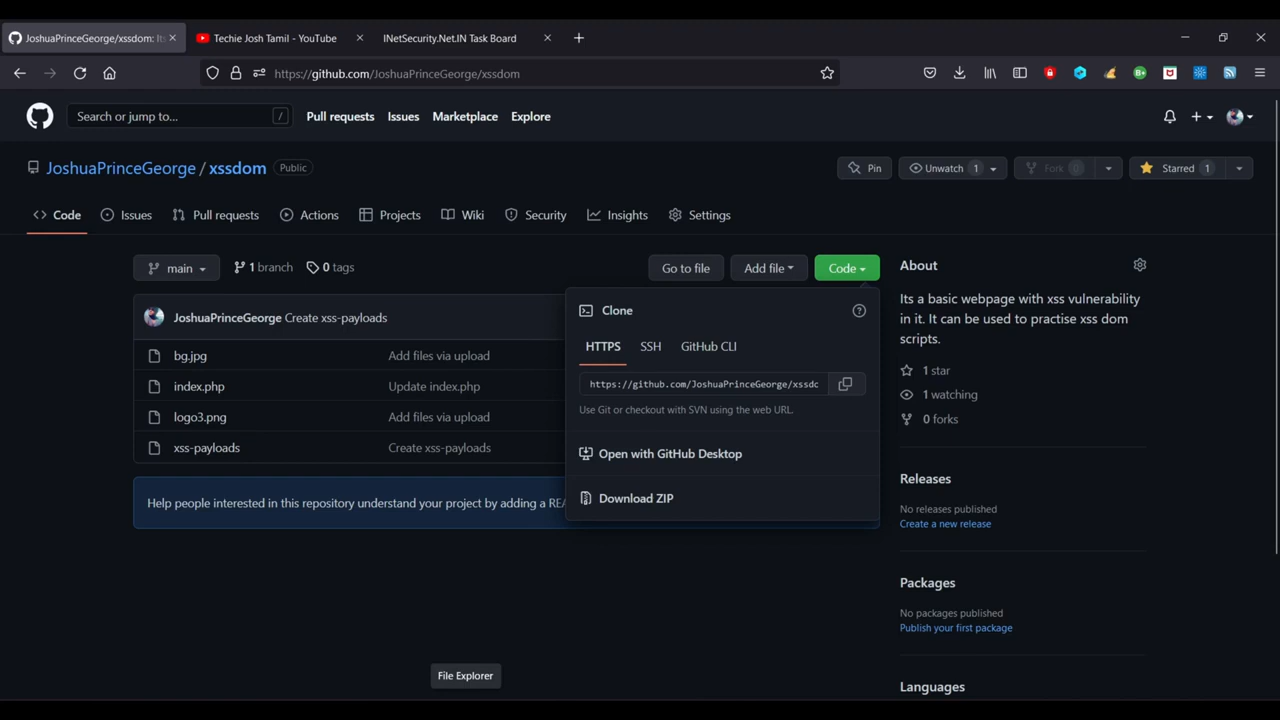 JoshuaPrinceGeorge/xssdom: Its
Techie Josh Tamil - YouTube
INetSecurity.Net.IN Task Board
https://github.com/JoshuaPrinceGeorge/xssdom
Search or jump to... /
Pull requests Issues Marketplace Explore
JoshuaPrinceGeorge / xssdom Public
Pin Unwatch 1 Fork 0 Starred 1
Code Issues Pull requests Actions Projects Wiki Security Insights Settings
main 1 branch 0 tags Go to file Add file Code
JoshuaPrinceGeorge Create xss-payloads
bg.jpg Add files via upload
index.php Update index.php
logo3.png Add files via upload
xss-payloads Create xss-payloads
Help people interested in this repository understand your project by adding a REA
Clone
HTTPS SSH GitHub CLI
https://github.com/JoshuaPrinceGeorge/xssdc
Use Git or checkout with SVN using the web URL.
Open with GitHub Desktop
Download ZIP
About
Its a basic webpage with xss vulnerability
in it. It can be used to practise xss dom
scripts.
1 star
1 watching
0 forks
Releases
No releases published
Create a new release
Packages
No packages published
Publish your first package
Languages
File Explorer